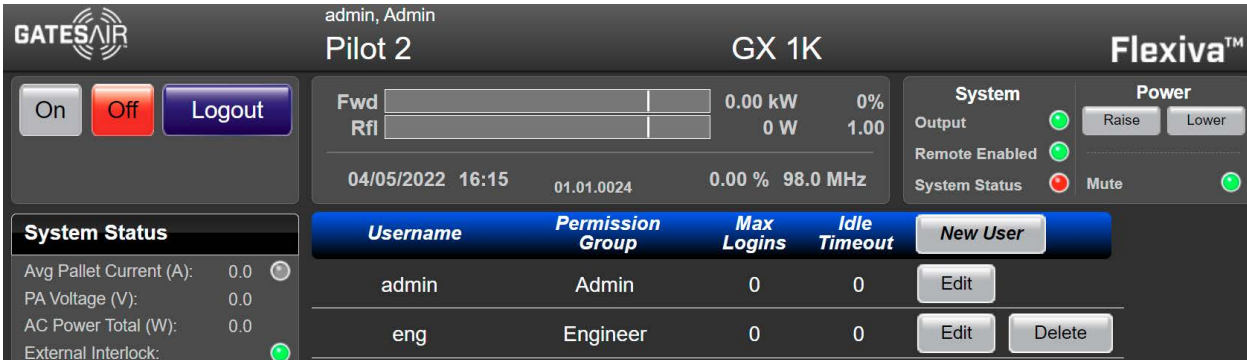 GATESAIR
admin, Admin
Pilot 2 GX 1K Flexiva™
On Off Logout
Fwd 0.00 kW 0%
Rfl 0 W 1.00
04/05/2022 16:15 01.01.0024 0.00 % 98.0 MHz
System
Output
Remote Enabled
System Status
Power
Raise Lower
Mute
System Status
Avg Pallet Current (A): 0.0
PA Voltage (V): 0.0
AC Power Total (W): 0.0
External Interlock:
Username Permission Group Max Logins Idle Timeout New User
admin Admin 0 0 Edit
eng Engineer 0 0 Edit Delete